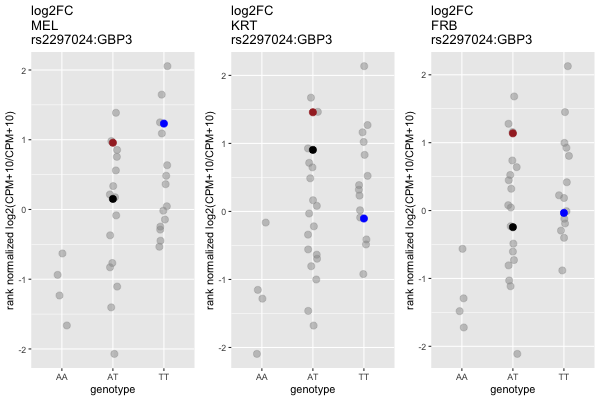 log2FC
MEL
rs2297024:GBP3
rank normalized log2(CPM+10/CPM+10)
2
1
0
-1
-2
AA AT TT
genotype
log2FC
KRT
rs2297024:GBP3
rank normalized log2(CPM+10/CPM+10)
2
1
0
-1
-2
AA AT TT
genotype
log2FC
FRB
rs2297024:GBP3
rank normalized log2(CPM+10/CPM+10)
2
1
0
-1
-2
AA AT TT
genotype